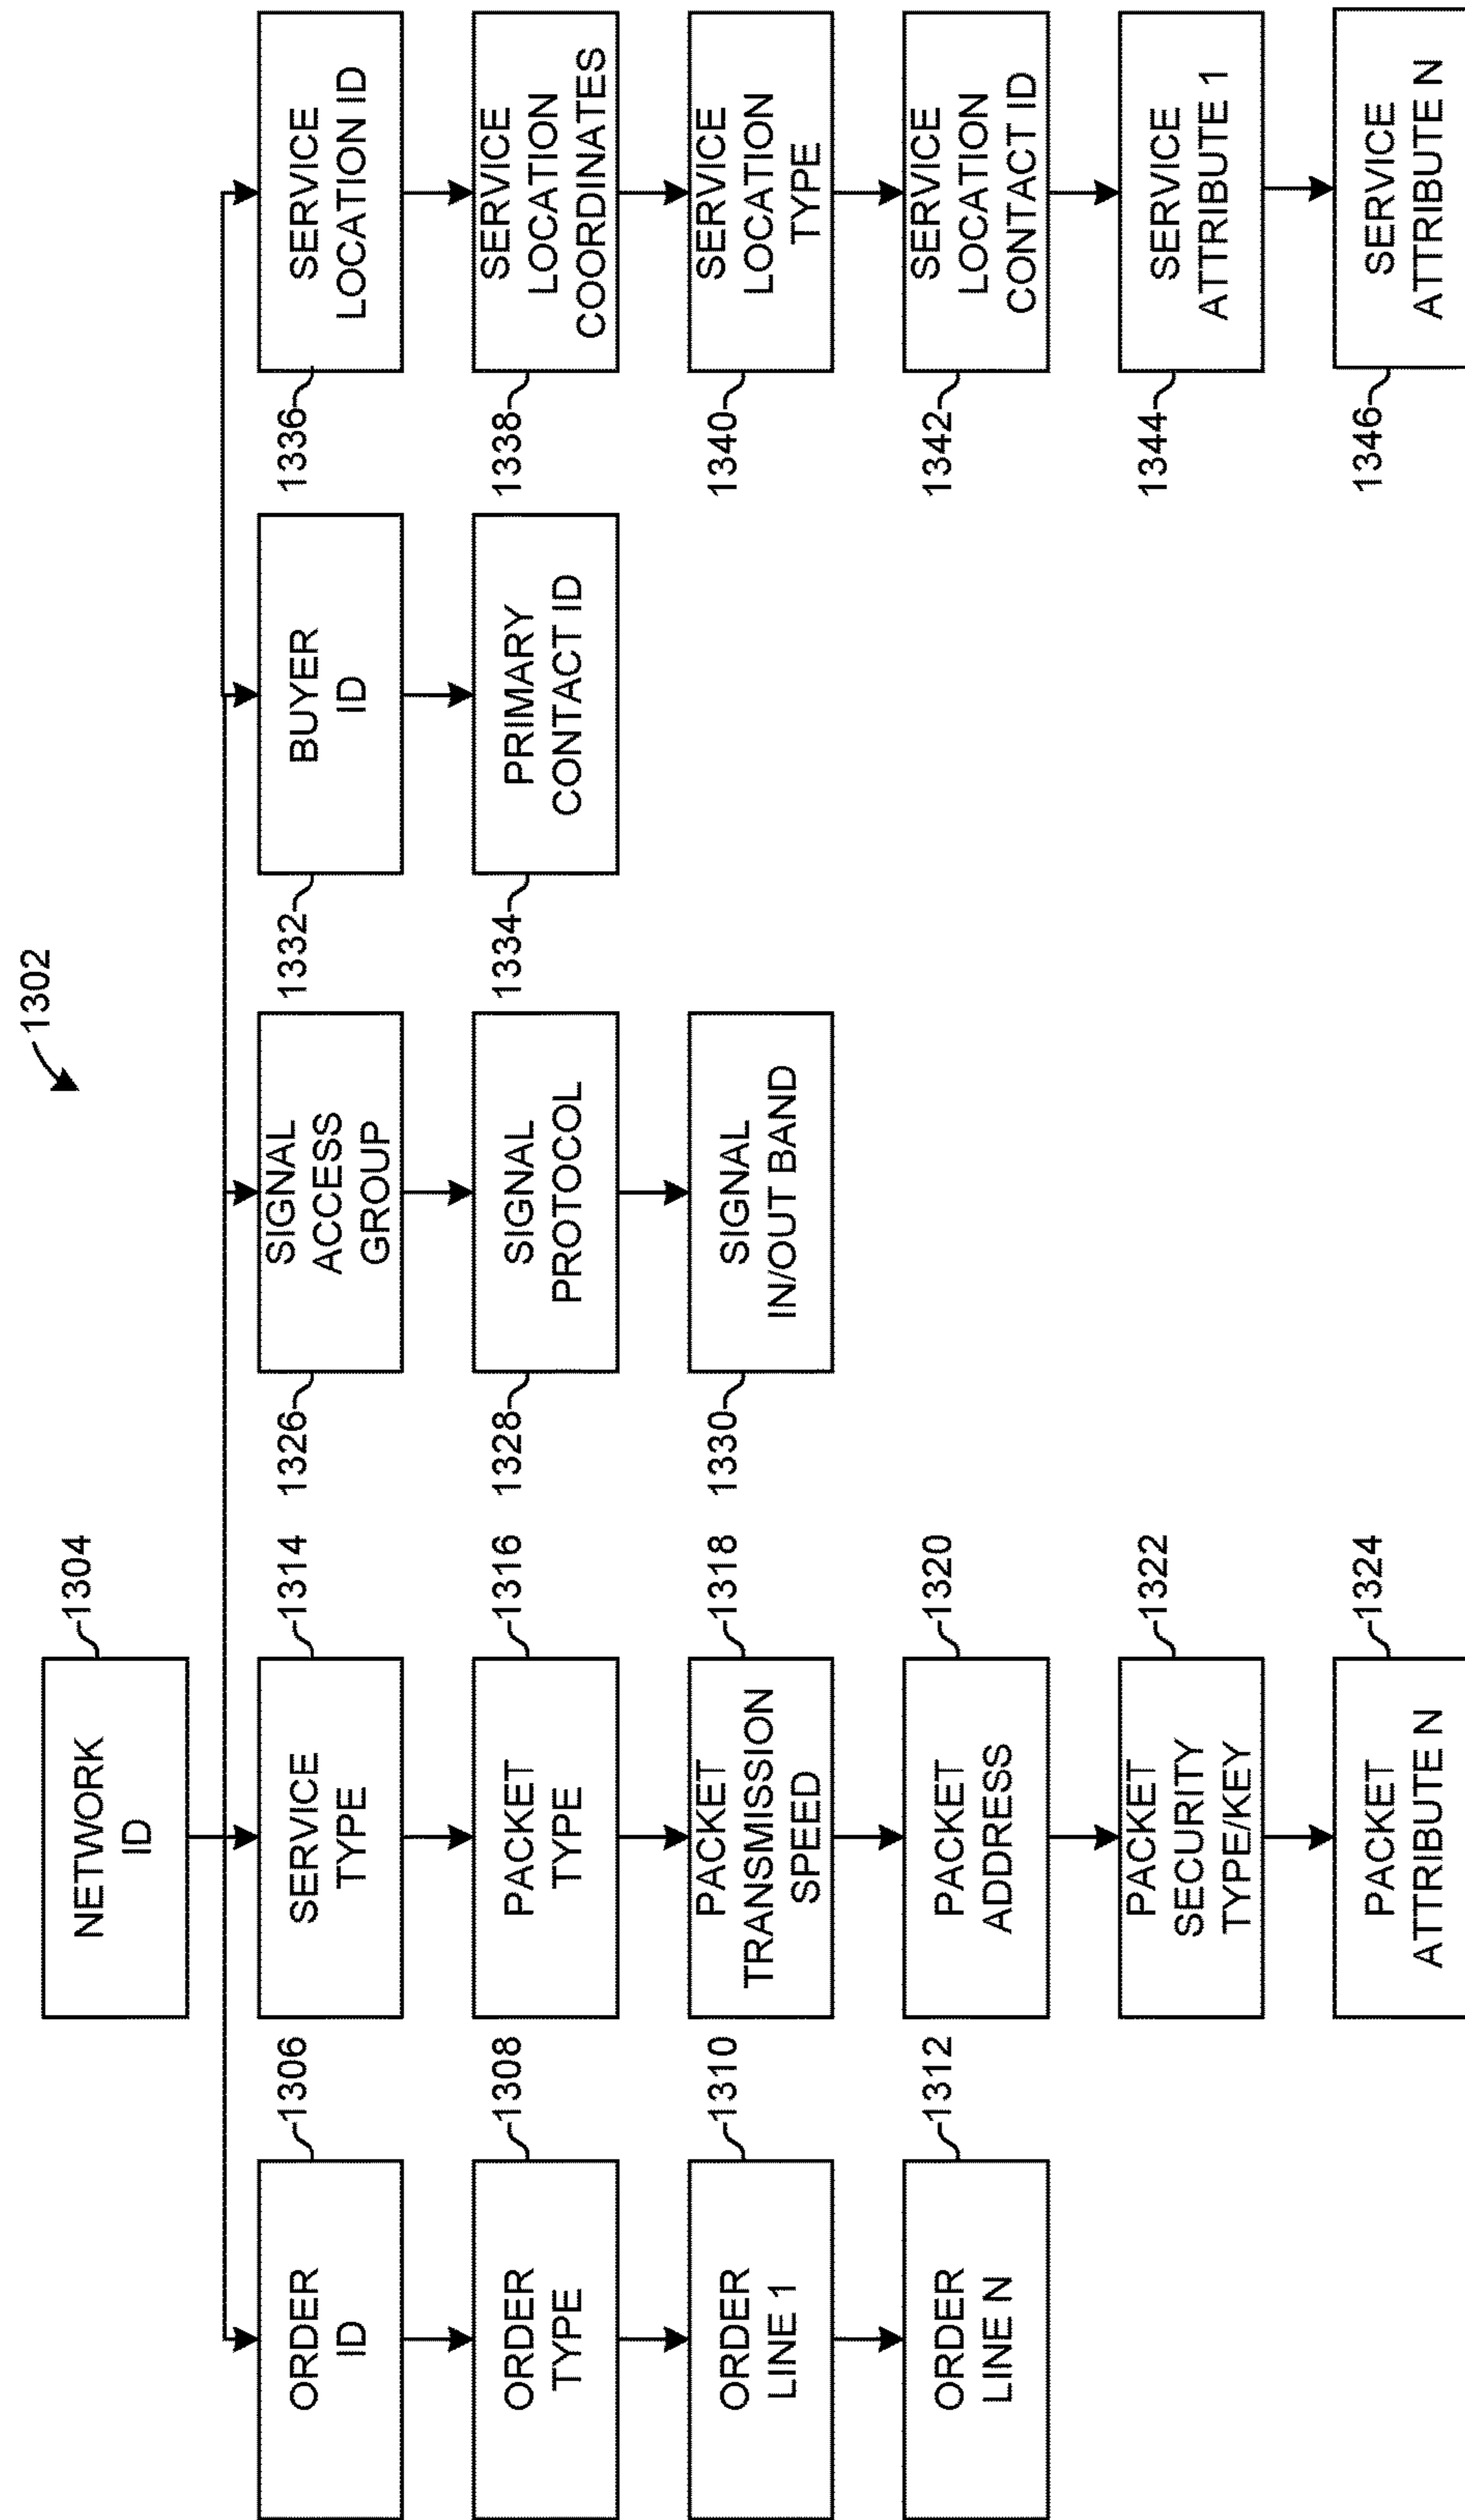 1302
NETWORK
ID
1304
ORDER
ID
1306
ORDER
TYPE
1308
ORDER
LINE 1
1310
ORDER
LINE N
1312
SERVICE
TYPE
1314
PACKET
TYPE
1316
PACKET
TRANSMISSION
SPEED
1318
PACKET
ADDRESS
1320
PACKET
SECURITY
TYPE/KEY
1322
PACKET
ATTRIBUTE N
1324
1326
SIGNAL
ACCESS
GROUP
1328
SIGNAL
PROTOCOL
1330
SIGNAL
IN/OUT BAND
1332
BUYER
ID
1334
PRIMARY
CONTACT ID
1336
SERVICE
LOCATION ID
1338
SERVICE
LOCATION
COORDINATES
1340
SERVICE
LOCATION
TYPE
1342
SERVICE
LOCATION
CONTACT ID
1344
SERVICE
ATTRIBUTE 1
1346
SERVICE
ATTRIBUTE N